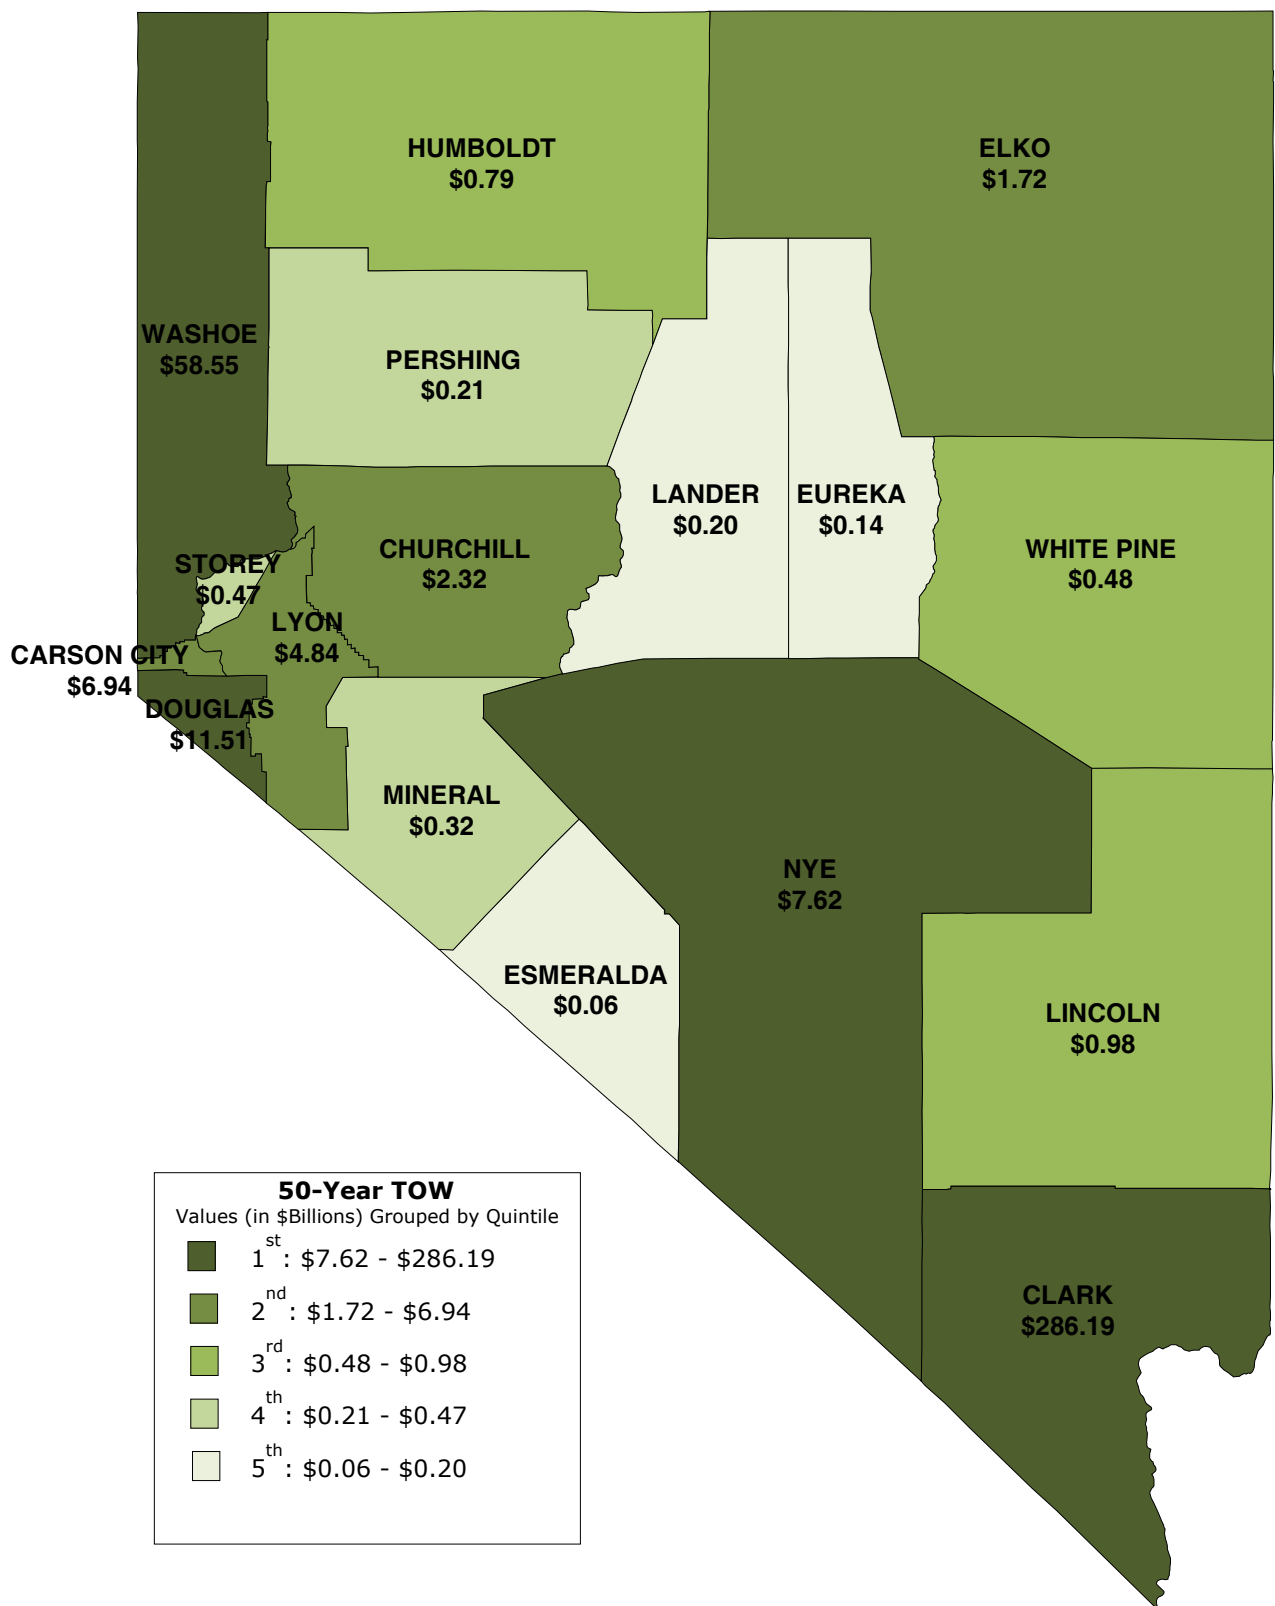 HUMBOLDT
$0.79
ELKO
$1.72
WASHOE
$58.55
PERSHING
$0.21
LANDER
$0.20
EUREKA
$0.14
CHURCHILL
$2.32
WHITE PINE
$0.48
STOREY
$0.47
LYON
$4.84
CARSON CITY
$6.94
DOUGLAS
$11.51
MINERAL
$0.32
NYE
$7.62
ESMERALDA
$0.06
LINCOLN
$0.98
CLARK
$286.19
50-Year TOW
Values (in $Billions) Grouped by Quintile
1st: $7.62 - $286.19
2nd: $1.72 - $6.94
3rd: $0.48 - $0.98
4th: $0.21 - $0.47
5th: $0.06 - $0.20